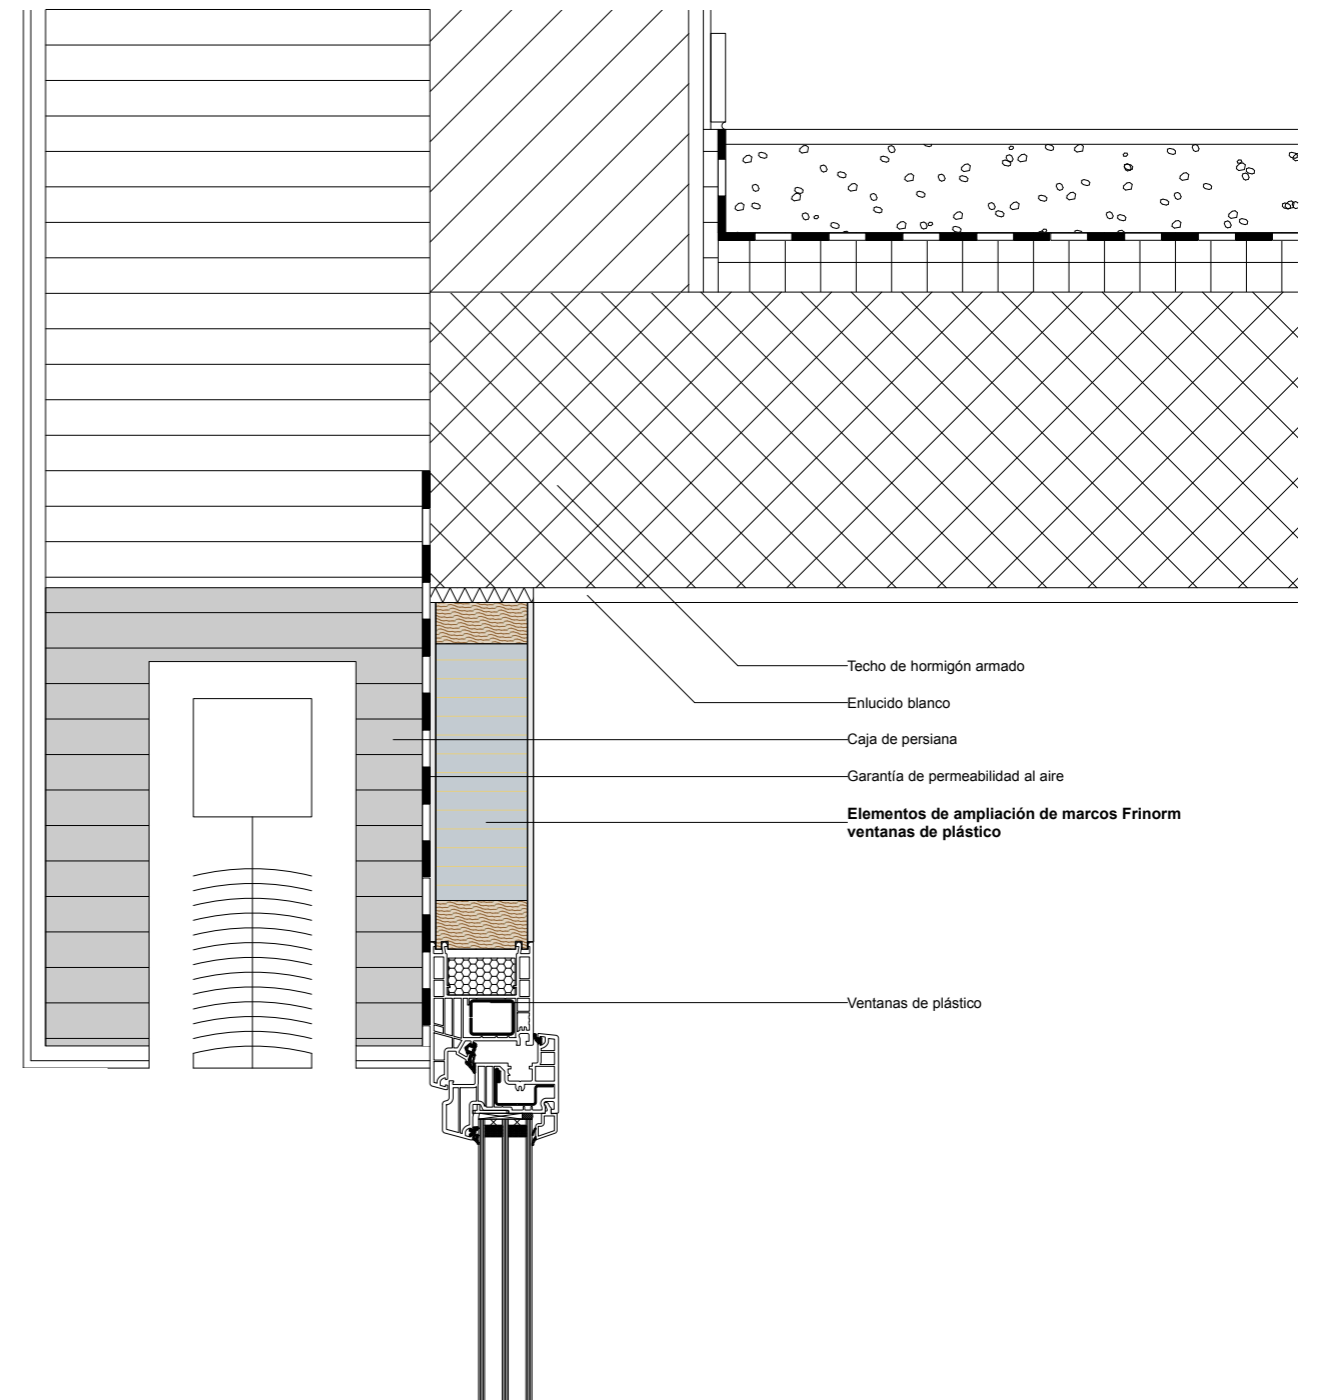 Techo de hormigón armado
Enlucido blanco
Caja de persiana
Garantía de permeabilidad al aire
Elementos de ampliación de marcos Frinorm
ventanas de plástico
Ventanas de plástico